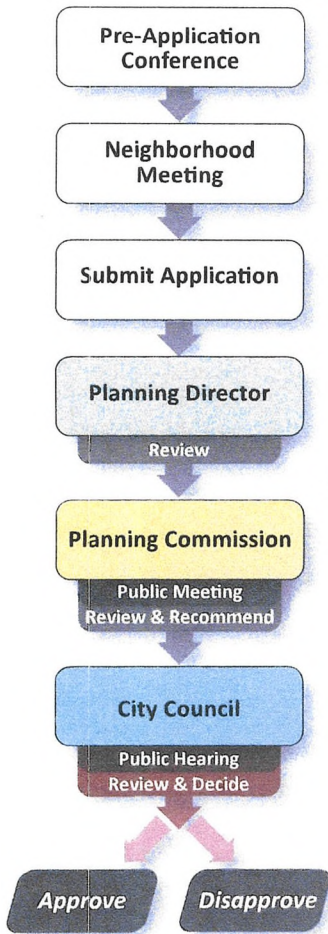 Pre-Application
Conference
Neighborhood
Meeting
Submit Application
Planning Director
Review
Planning Commission
Public Meeting
Review & Recommend
City Council
Public Hearing
Review & Decide
Approve
Disapprove